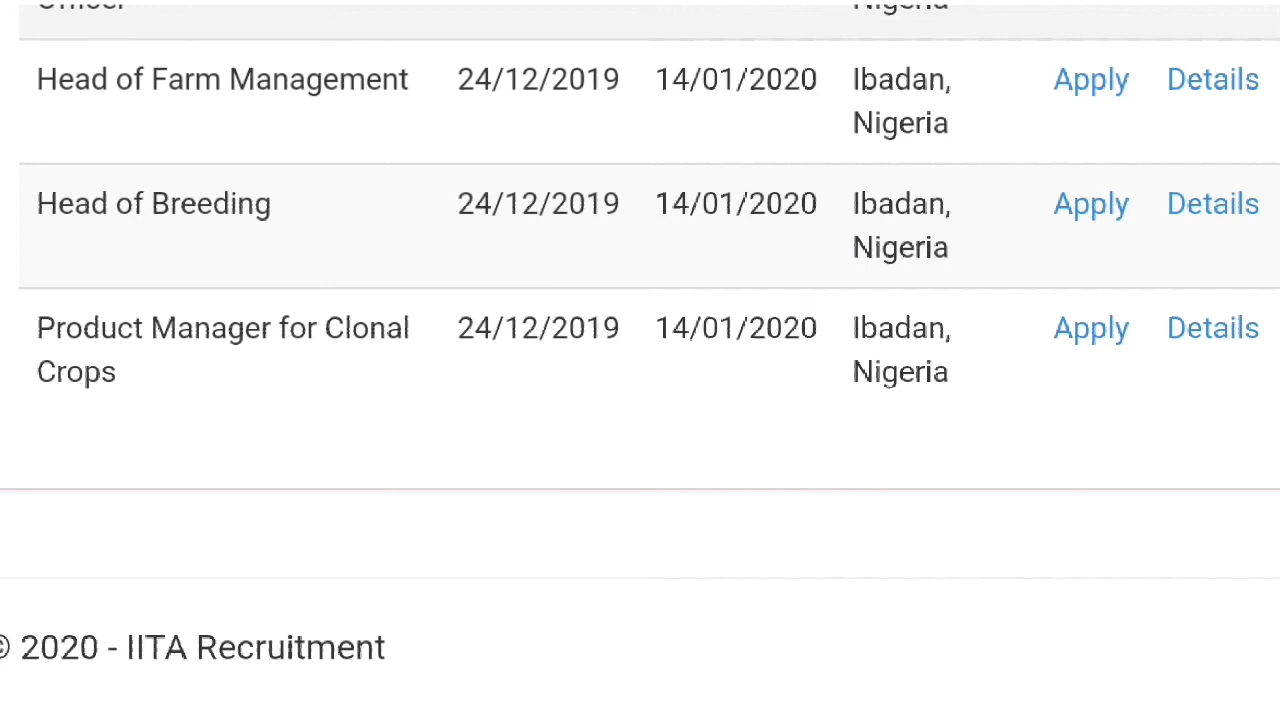 Officer Nigeria
Head of Farm Management 24/12/2019 14/01/2020 Ibadan, Apply Details
Nigeria
Head of Breeding 24/12/2019 14/01/2020 Ibadan, Apply Details
Nigeria
Product Manager for Clonal 24/12/2019 14/01/2020 Ibadan, Apply Details
Crops Nigeria
© 2020 - IITA Recruitment